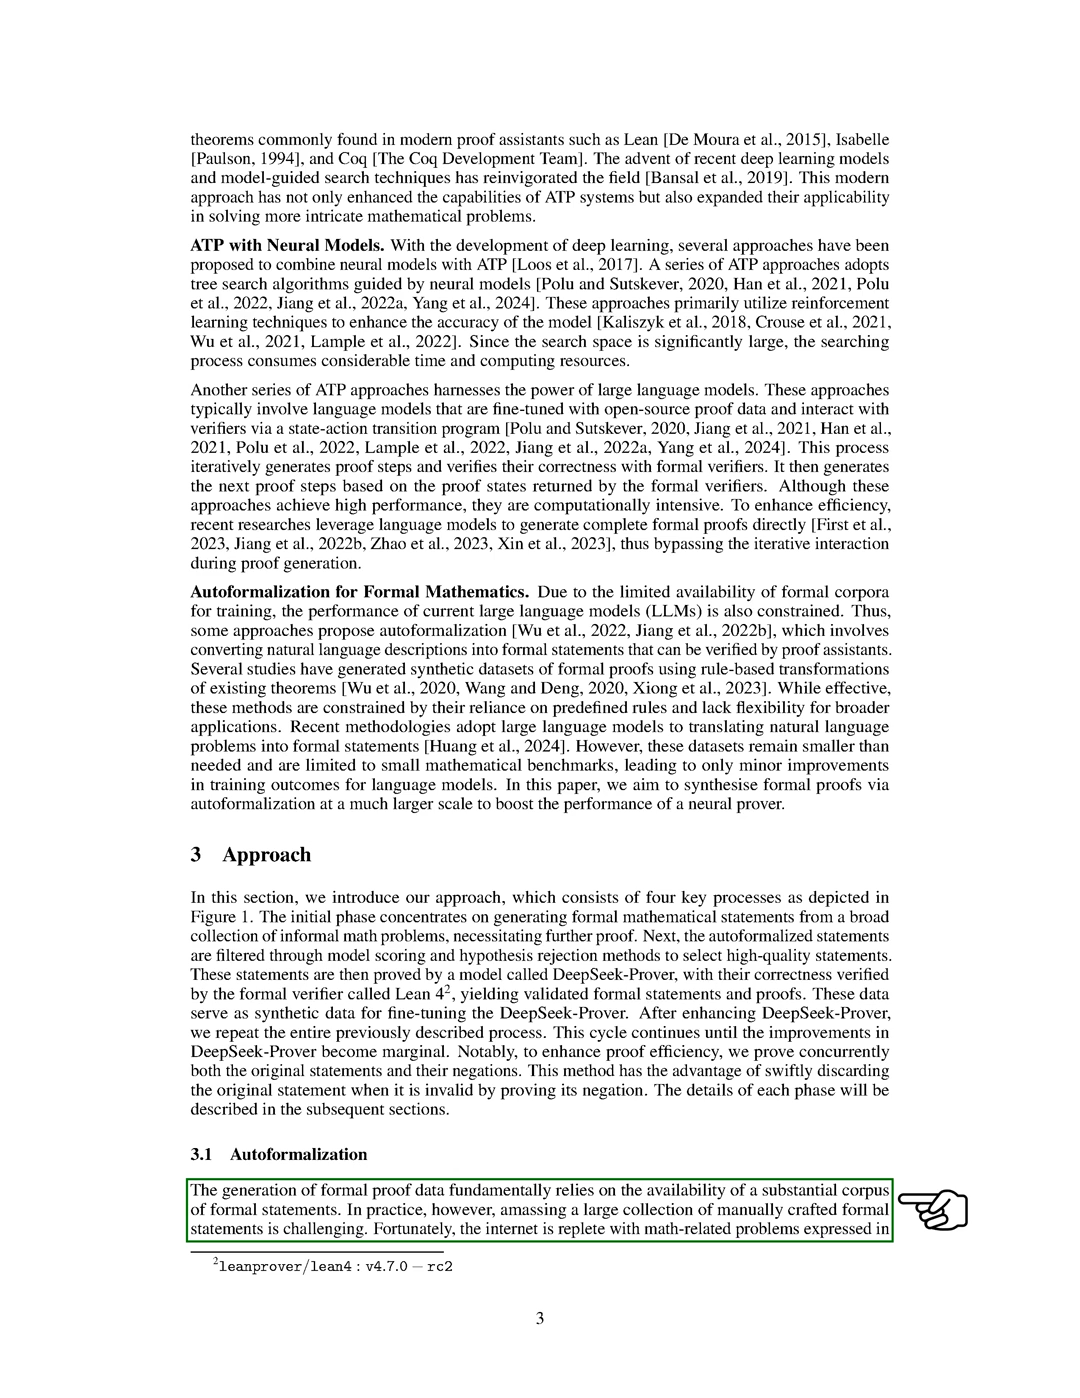 theorems commonly found in modern proof assistants such as Lean [De Moura et al., 2015], Isabelle
[Paulson, 1994], and Coq [The Coq Development Team]. The advent of recent deep learning models
and model-guided search techniques has reinvigorated the field [Bansal et al., 2019]. This modern
approach has not only enhanced the capabilities of ATP systems but also expanded their applicability
in solving more intricate mathematical problems.
ATP with Neural Models. With the development of deep learning, several approaches have been
proposed to combine neural models with ATP [Loos et al., 2017]. A series of ATP approaches adopts
tree search algorithms guided by neural models [Polu and Sutskever, 2020, Han et al., 2021, Polu
et al., 2022, Jiang et al., 2022a, Yang et al., 2024]. These approaches primarily utilize reinforcement
learning techniques to enhance the accuracy of the model [Kaliszyk et al., 2018, Crouse et al., 2021,
Wu et al., 2021, Lample et al., 2022]. Since the search space is significantly large, the searching
process consumes considerable time and computing resources.
Another series of ATP approaches harnesses the power of large language models. These approaches
typically involve language models that are fine-tuned with open-source proof data and interact with
verifiers via a state-action transition program [Polu and Sutskever, 2020, Jiang et al., 2021, Han et al.,
2021, Polu et al., 2022, Lample et al., 2022, Jiang et al., 2022a, Yang et al., 2024]. This process
iteratively generates proof steps and verifies their correctness with formal verifiers. It then generates
the next proof steps based on the proof states returned by the formal verifiers. Although these
approaches achieve high performance, they are computationally intensive. To enhance efficiency,
recent researches leverage language models to generate complete formal proofs directly [First et al.,
2023, Jiang et al., 2022b, Zhao et al., 2023, Xin et al., 2023], thus bypassing the iterative interaction
during proof generation.
Autoformalization for Formal Mathematics. Due to the limited availability of formal corpora
for training, the performance of current large language models (LLMs) is also constrained. Thus,
some approaches propose autoformalization [Wu et al., 2022, Jiang et al., 2022b], which involves
converting natural language descriptions into formal statements that can be verified by proof assistants.
Several studies have generated synthetic datasets of formal proofs using rule-based transformations
of existing theorems [Wu et al., 2020, Wang and Deng, 2020, Xiong et al., 2023]. While effective,
these methods are constrained by their reliance on predefined rules and lack flexibility for broader
applications. Recent methodologies adopt large language models to translating natural language
problems into formal statements [Huang et al., 2024]. However, these datasets remain smaller than
needed and are limited to small mathematical benchmarks, leading to only minor improvements
in training outcomes for language models. In this paper, we aim to synthesise formal proofs via
autoformalization at a much larger scale to boost the performance of a neural prover.
3 Approach
In this section, we introduce our approach, which consists of four key processes as depicted in
Figure 1. The initial phase concentrates on generating formal mathematical statements from a broad
collection of informal math problems, necessitating further proof. Next, the autoformalized statements
are filtered through model scoring and hypothesis rejection methods to select high-quality statements.
These statements are then proved by a model called DeepSeek-Prover, with their correctness verified
by the formal verifier called Lean 4², yielding validated formal statements and proofs. These data
serve as synthetic data for fine-tuning the DeepSeek-Prover. After enhancing DeepSeek-Prover,
we repeat the entire previously described process. This cycle continues until the improvements in
DeepSeek-Prover become marginal. Notably, to enhance proof efficiency, we prove concurrently
both the original statements and their negations. This method has the advantage of swiftly discarding
the original statement when it is invalid by proving its negation. The details of each phase will be
described in the subsequent sections.
3.1 Autoformalization
The generation of formal proof data fundamentally relies on the availability of a substantial corpus
of formal statements. In practice, however, amassing a large collection of manually crafted formal
statements is challenging. Fortunately, the internet is replete with math-related problems expressed in
²leanprover/lean4 : v4.7.0 − rc2
3